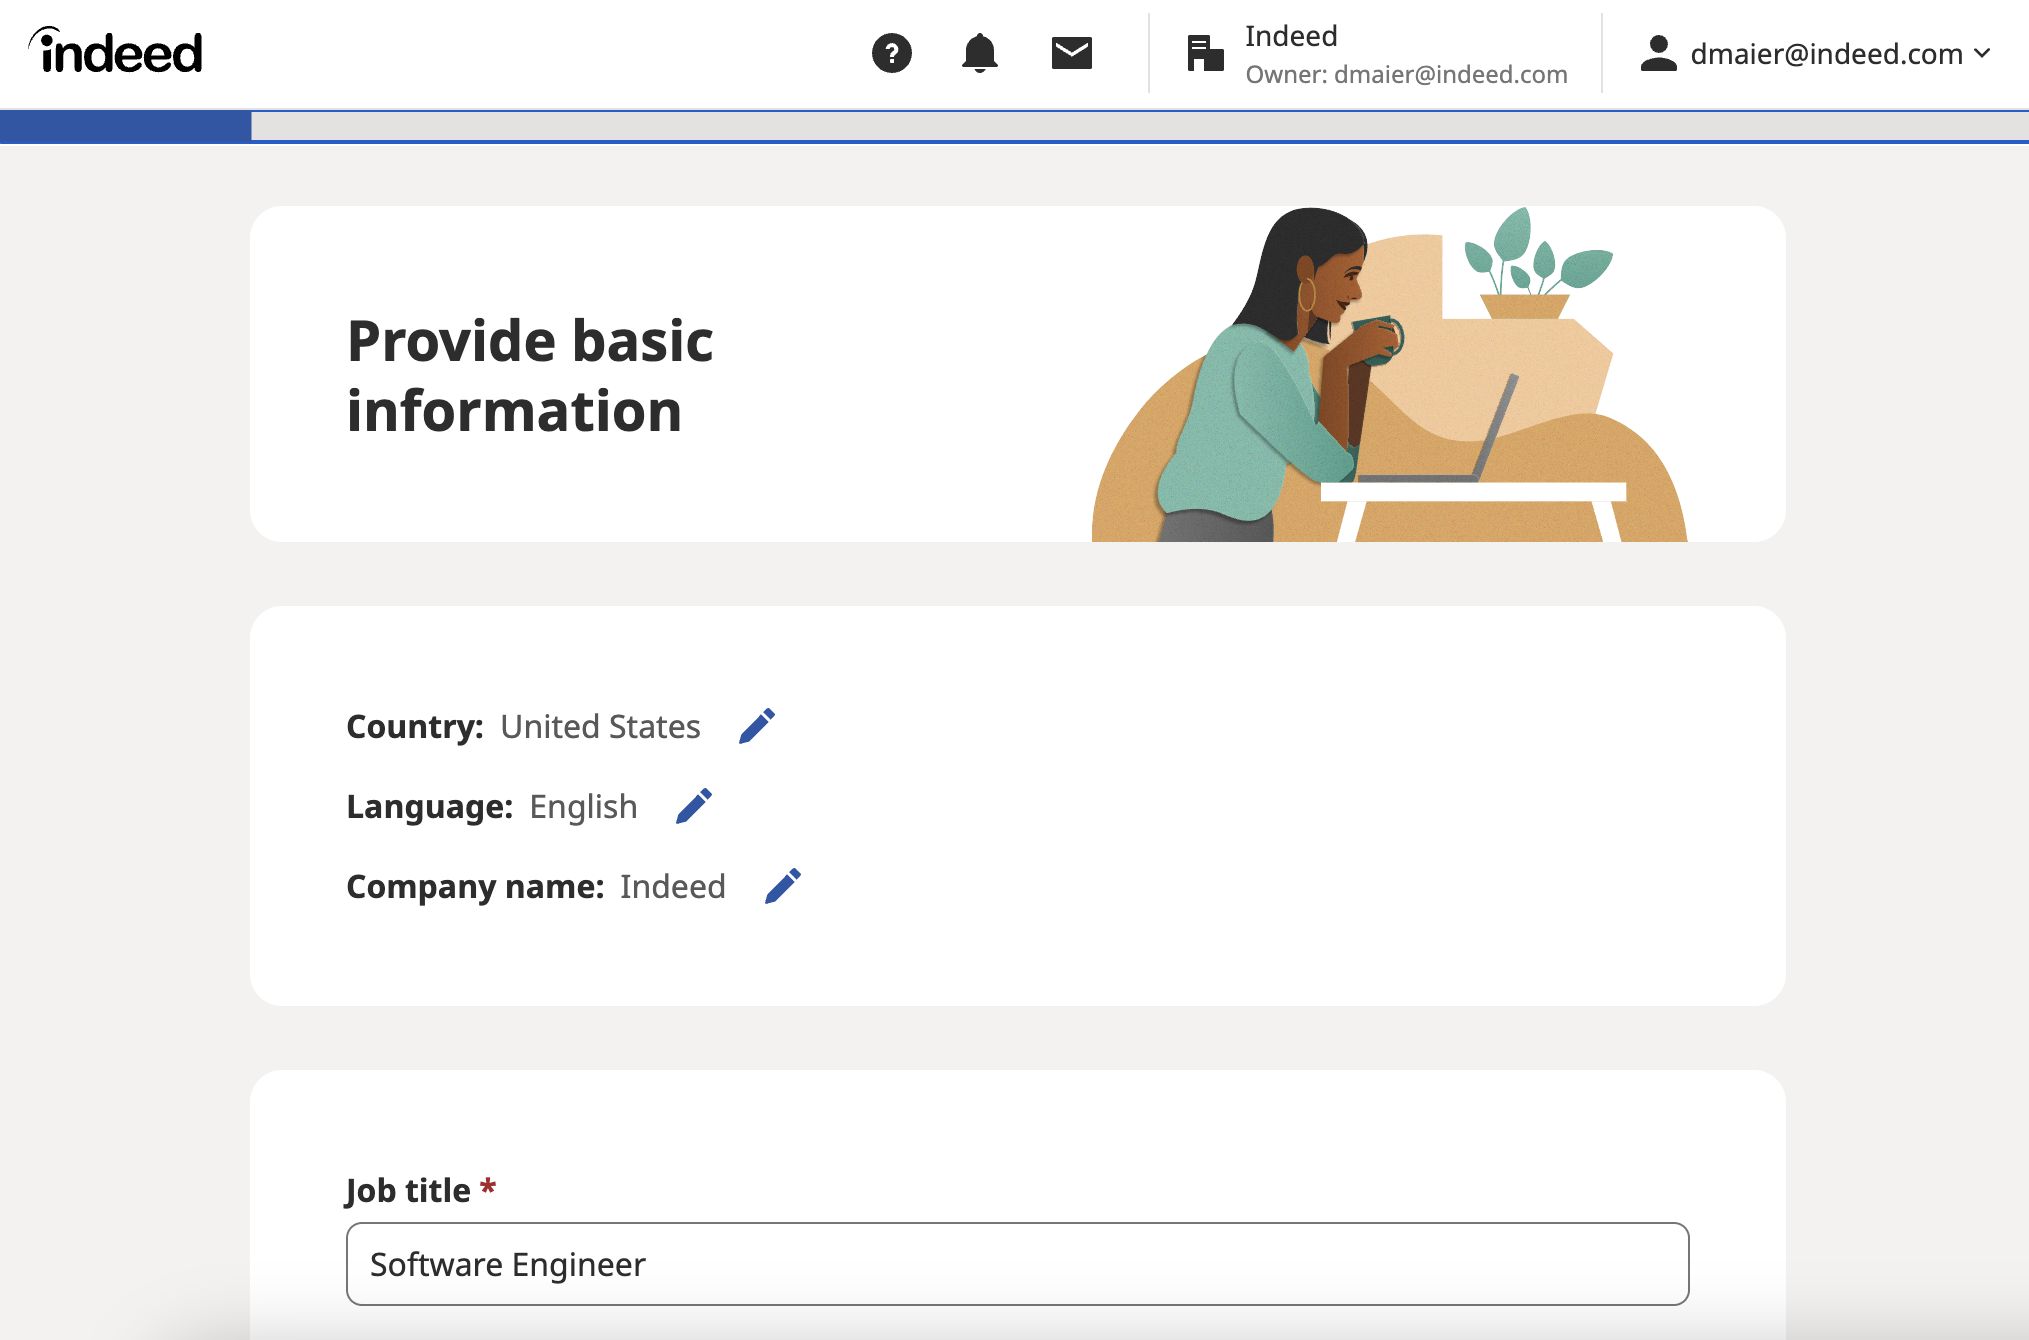 indeed
Indeed
Owner: dmaier@indeed.com
dmaier@indeed.com
Provide basic
information
Country: United States
Language: English
Company name: Indeed
Job title *
Software Engineer